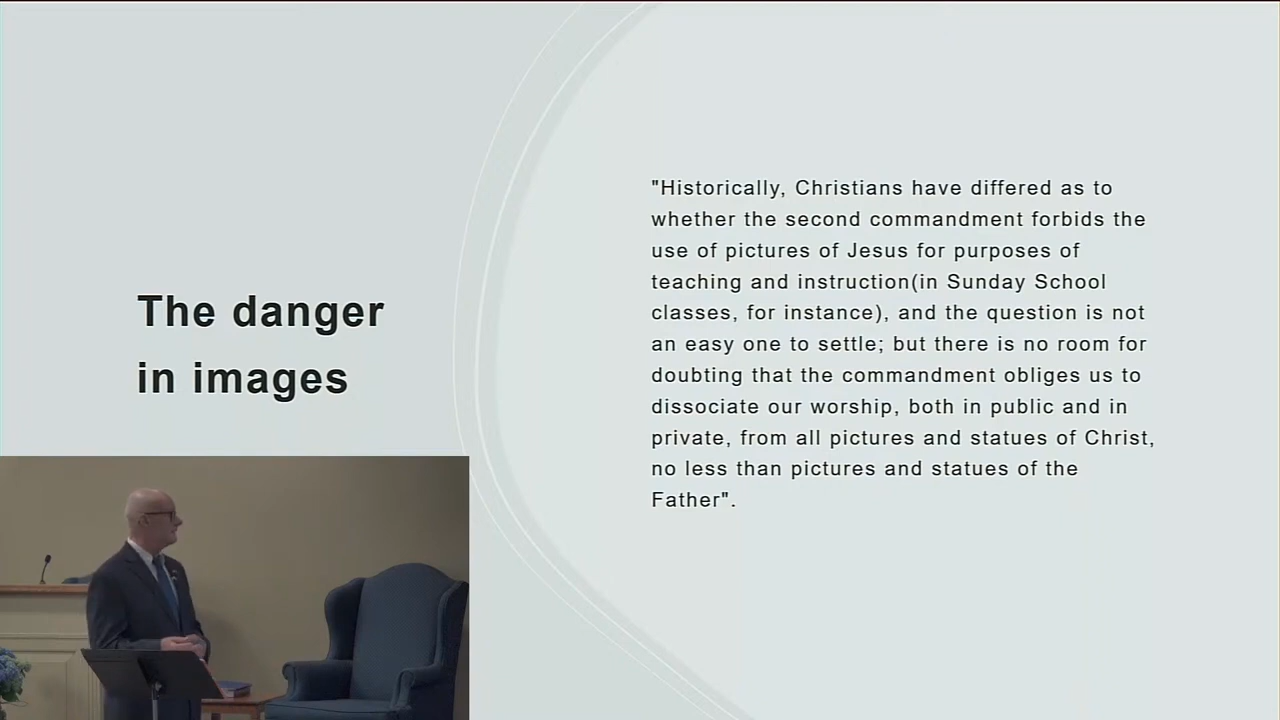 The danger
in images
"Historically, Christians have differed as to
whether the second commandment forbids the
use of pictures of Jesus for purposes of
teaching and instruction(in Sunday School
classes, for instance), and the question is not
an easy one to settle; but there is no room for
doubting that the commandment obliges us to
dissociate our worship, both in public and in
private, from all pictures and statues of Christ,
no less than pictures and statues of the
Father".